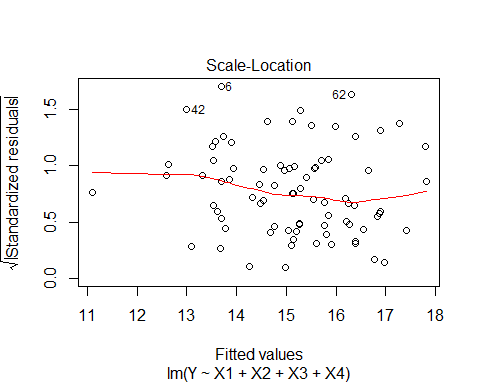 Scale-Location
√|Standardized residuals|
0.0 0.5 1.0 1.5
6
62
42
11 12 13 14 15 16 17 18
Fitted values
lm(Y ~ X1 + X2 + X3 + X4)